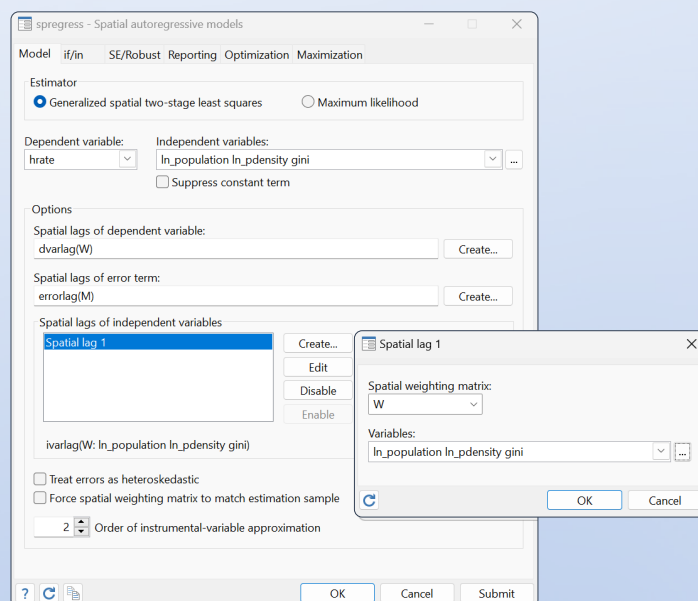 spregress - Spatial autoregressive models
Model if/in SE/Robust Reporting Optimization Maximization
Estimator
Generalized spatial two-stage least squares Maximum likelihood
Dependent variable: Independent variables:
hrate ln_population ln_pdensity gini ...
Suppress constant term
Options
Spatial lags of dependent variable:
dvarlag(W) Create...
Spatial lags of error term:
errorlag(M) Create...
Spatial lags of independent variables
Spatial lag 1 Create...
Edit
Disable
Enable
ivarlag(W: ln_population ln_pdensity gini)
Treat errors as heteroskedastic
Force spatial weighting matrix to match estimation sample
2 Order of instrumental-variable approximation
? OK Cancel Submit
Spatial lag 1
Spatial weighting matrix:
W
Variables:
ln_population ln_pdensity gini ...
OK Cancel